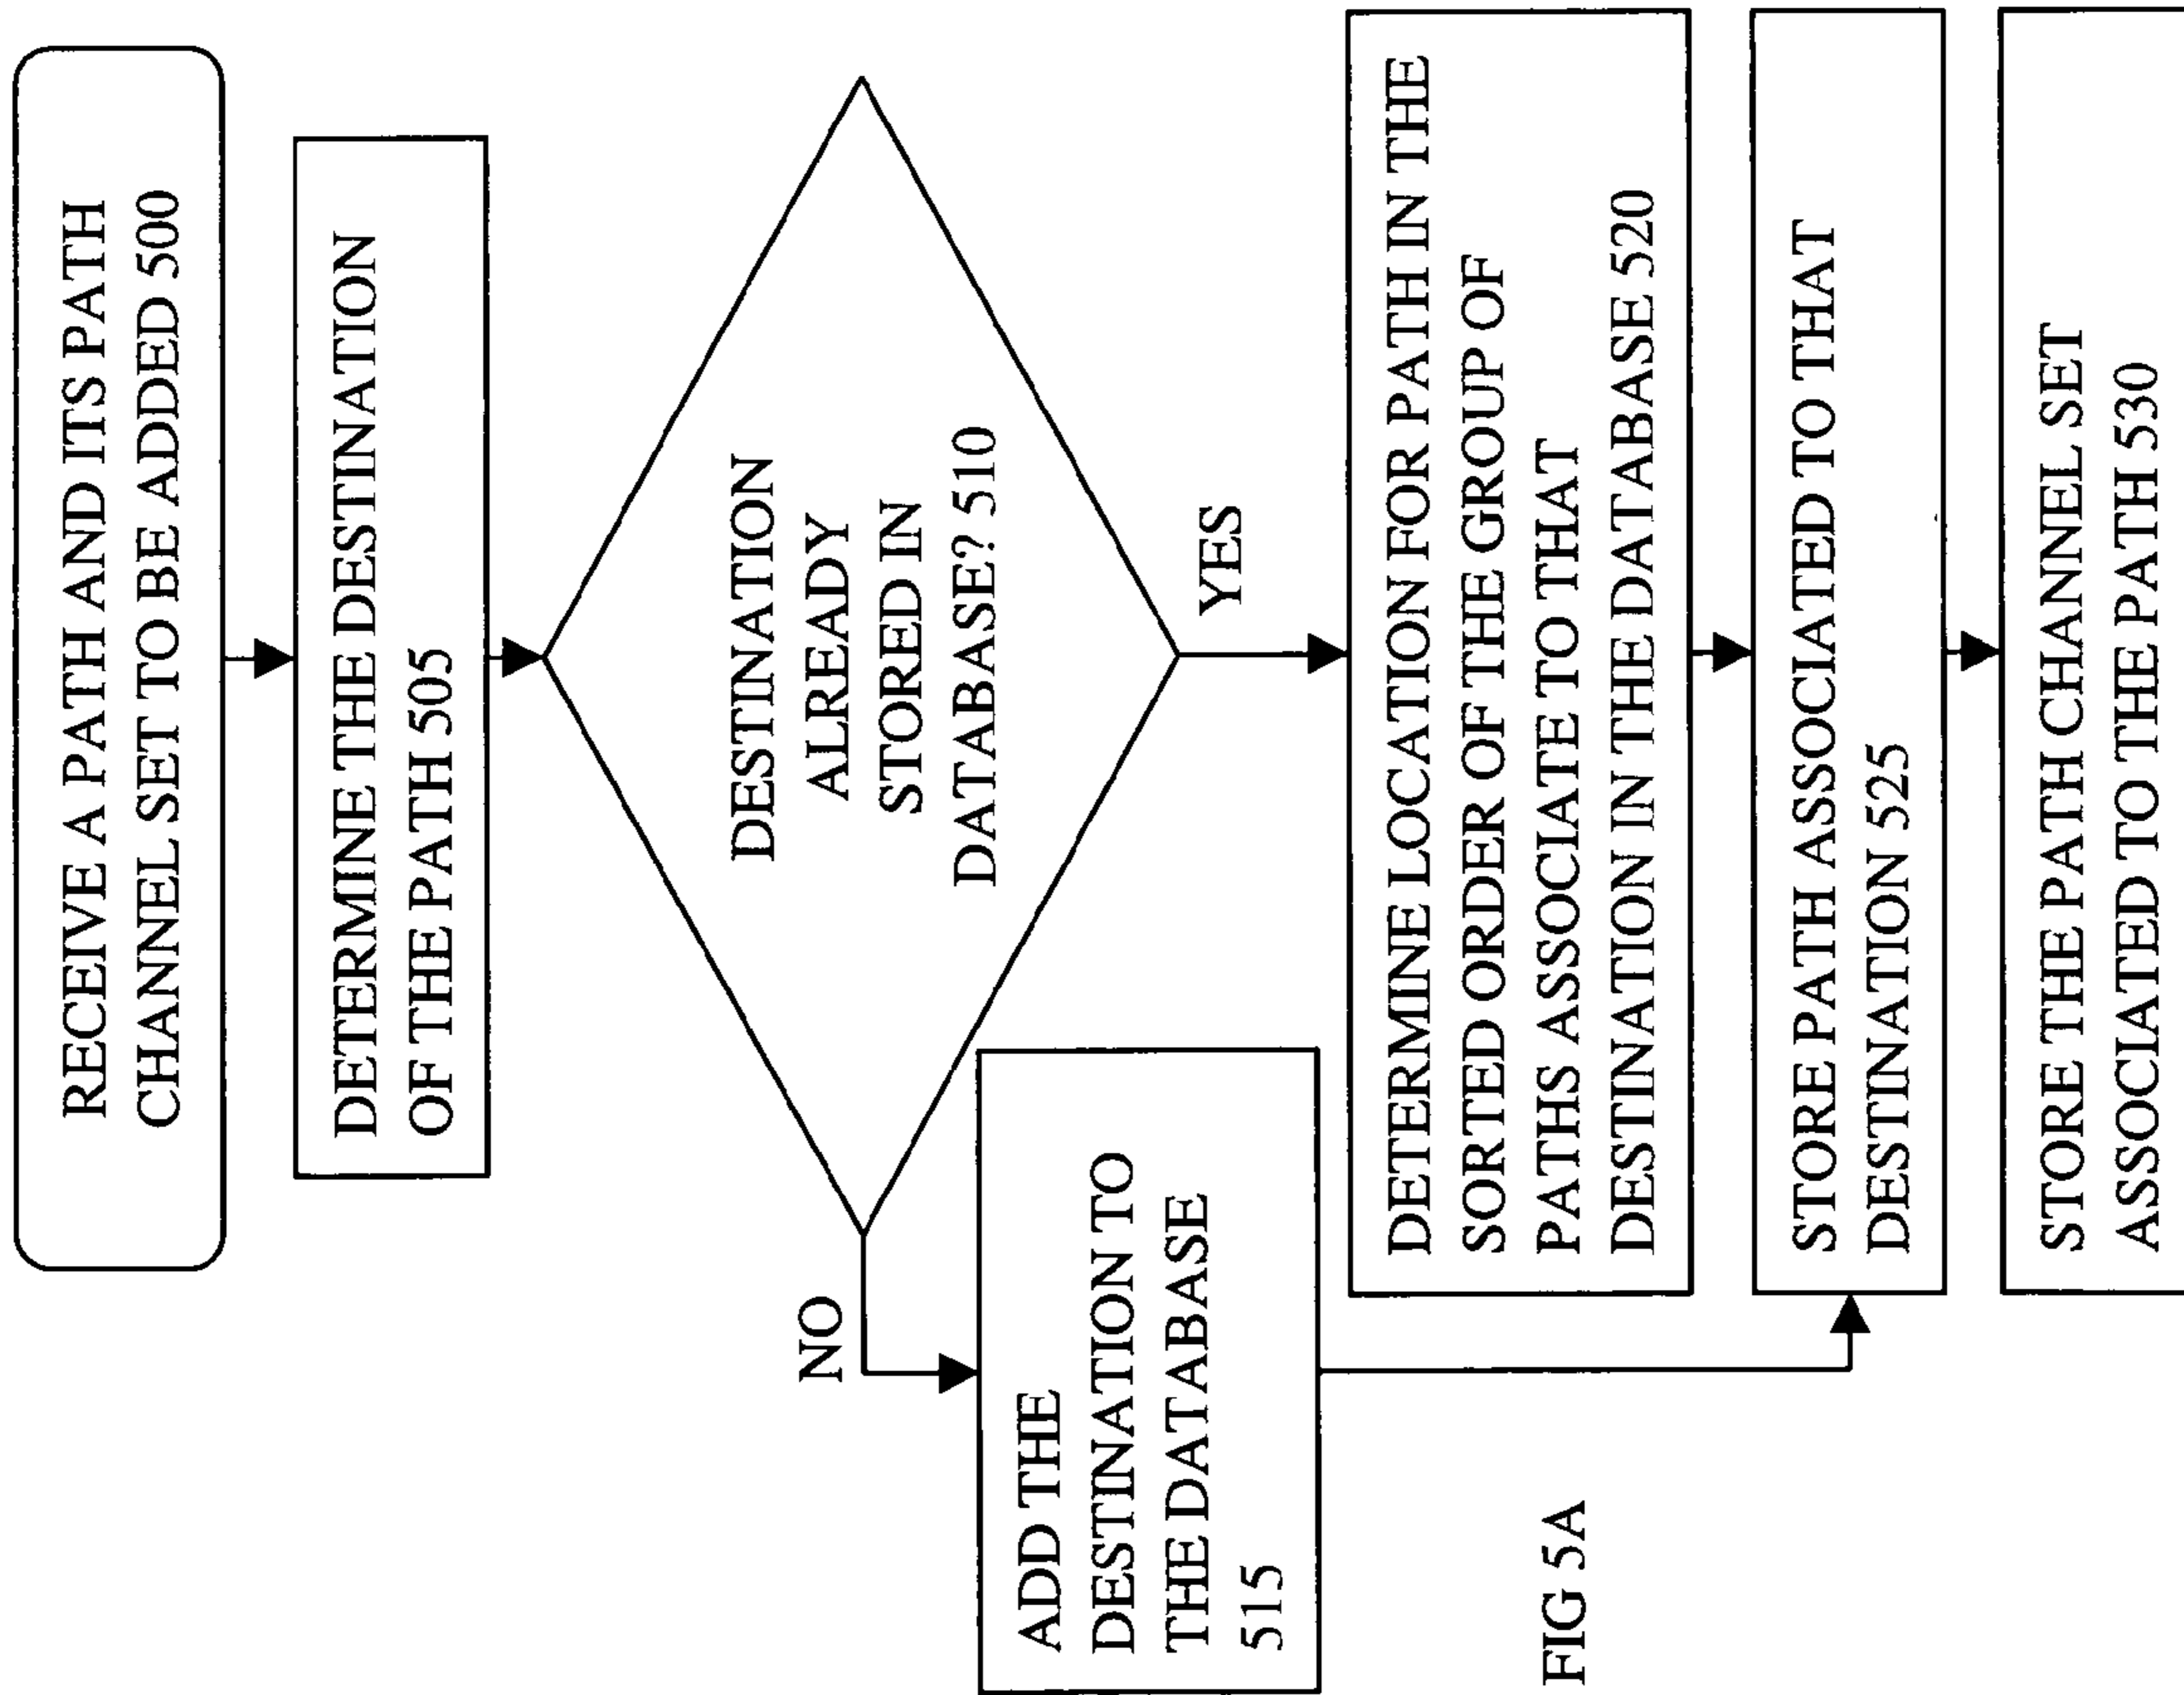 RECEIVE A PATH AND ITS PATH
CHANNEL SET TO BE ADDED 500
DETERMINE THE DESTINATION
OF THE PATH 505
DESTINATION
ALREADY
STORED IN
DATABASE? 510
NO
YES
ADD THE
DESTINATION TO
THE DATABASE
515
DETERMINE LOCATION FOR PATH IN THE
SORTED ORDER OF THE GROUP OF
PATHS ASSOCIATE TO THAT
DESTINATION IN THE DATABASE 520
STORE PATH ASSOCIATED TO THAT
DESTINATION 525
STORE THE PATH CHANNEL SET
ASSOCIATED TO THE PATH 530
FIG 5A